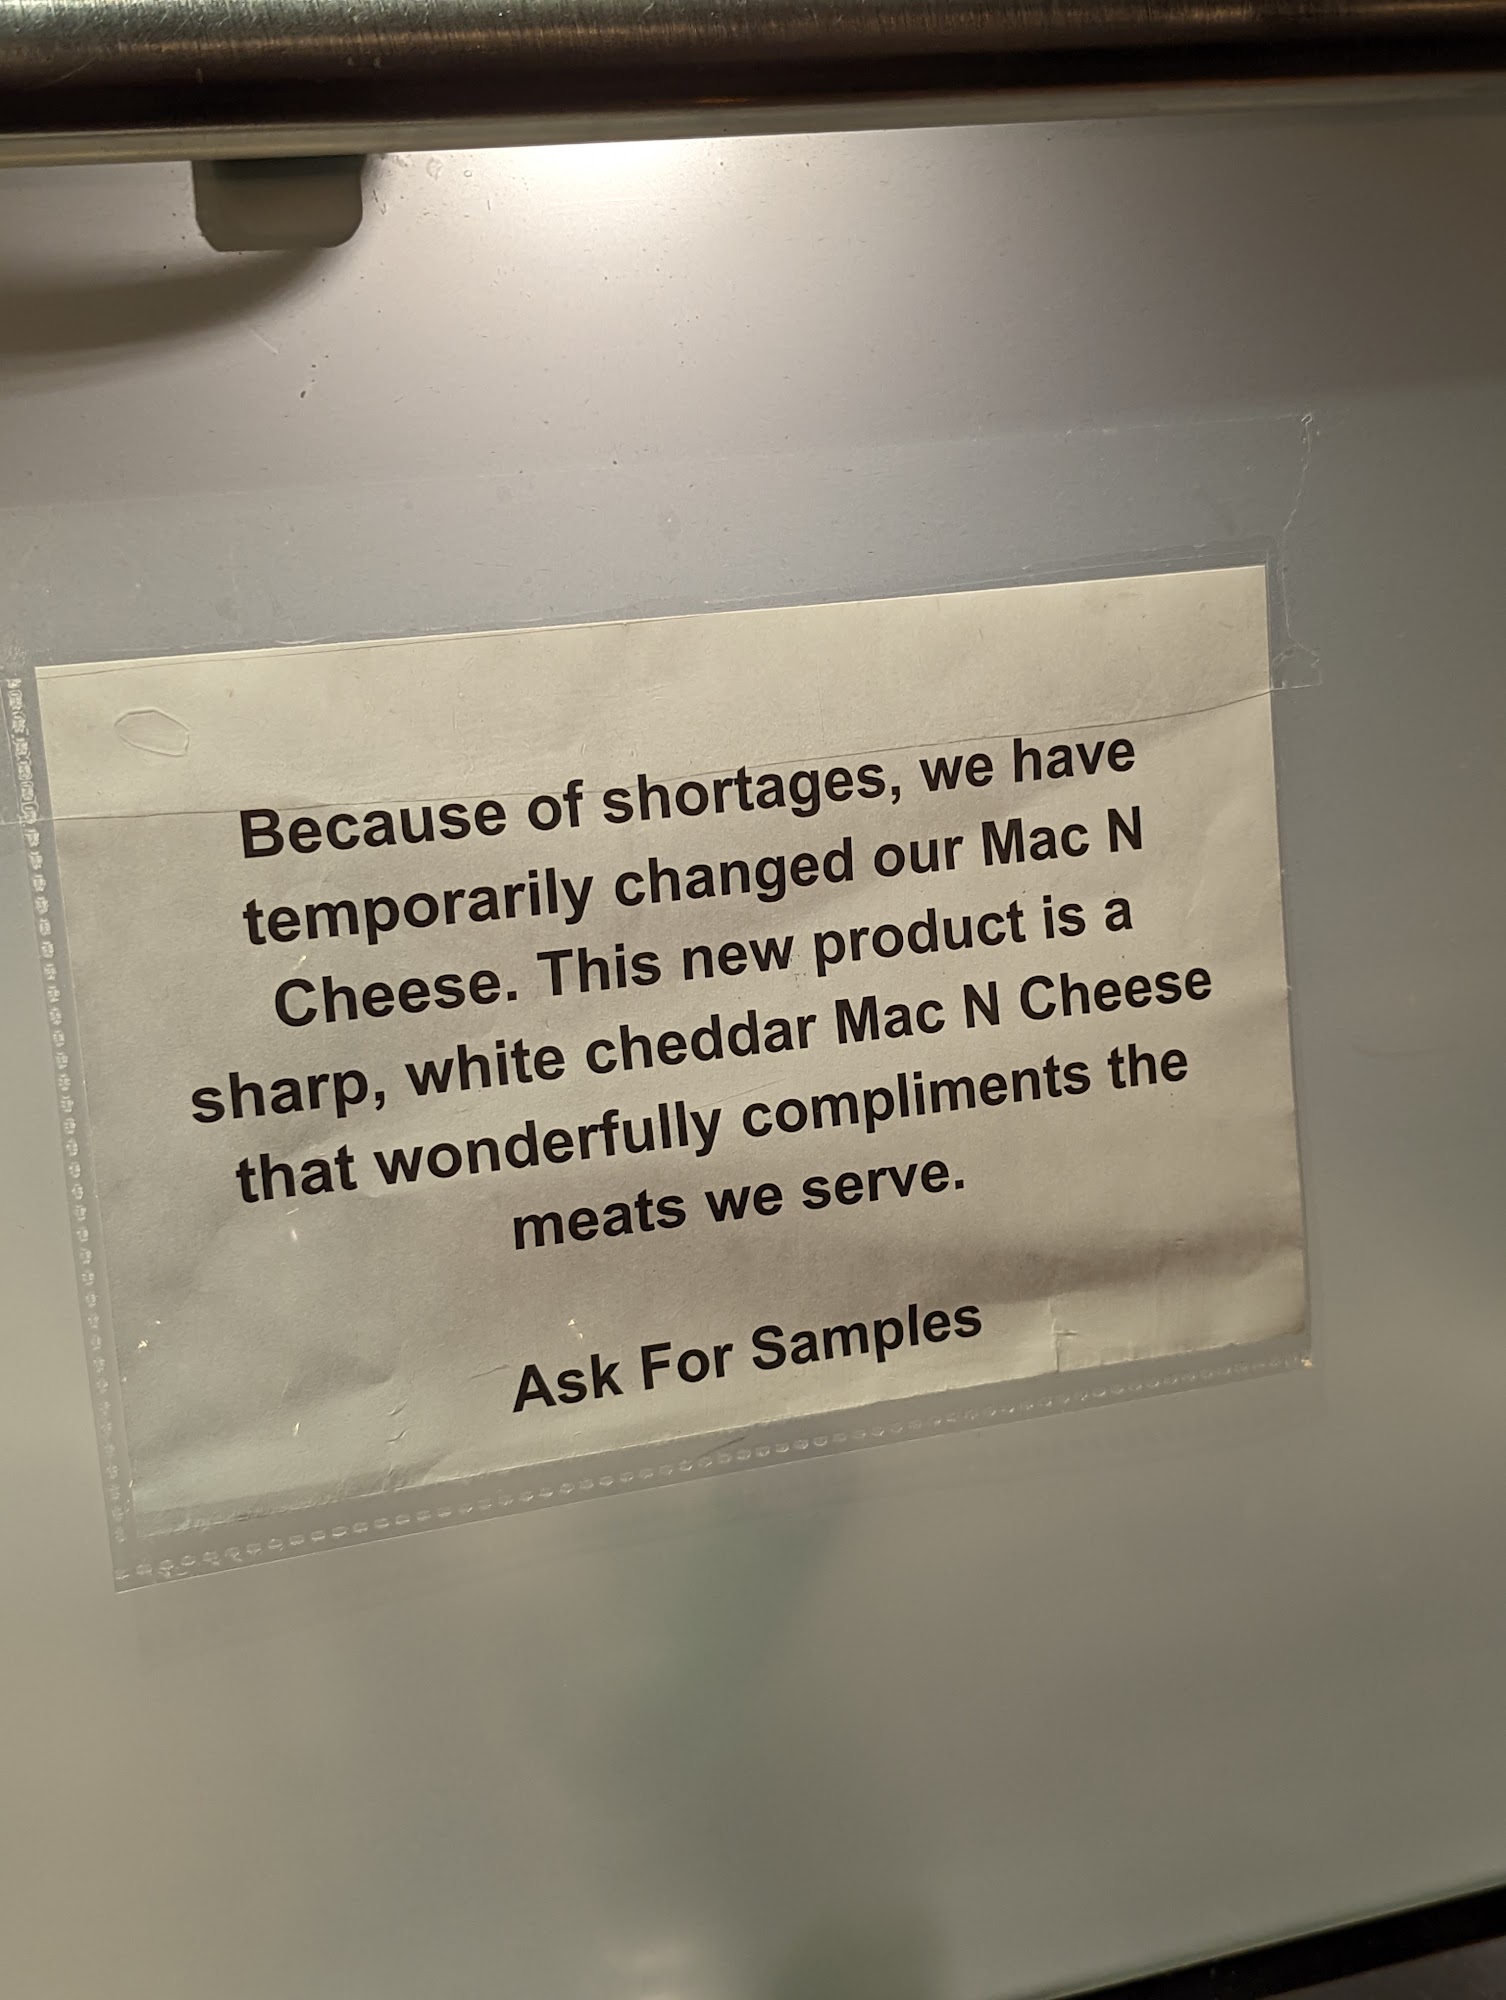 Because of shortages, we have
temporarily changed our Mac N
Cheese. This new product is a
sharp, white cheddar Mac N Cheese
that wonderfully compliments the
meats we serve.
Ask For Samples